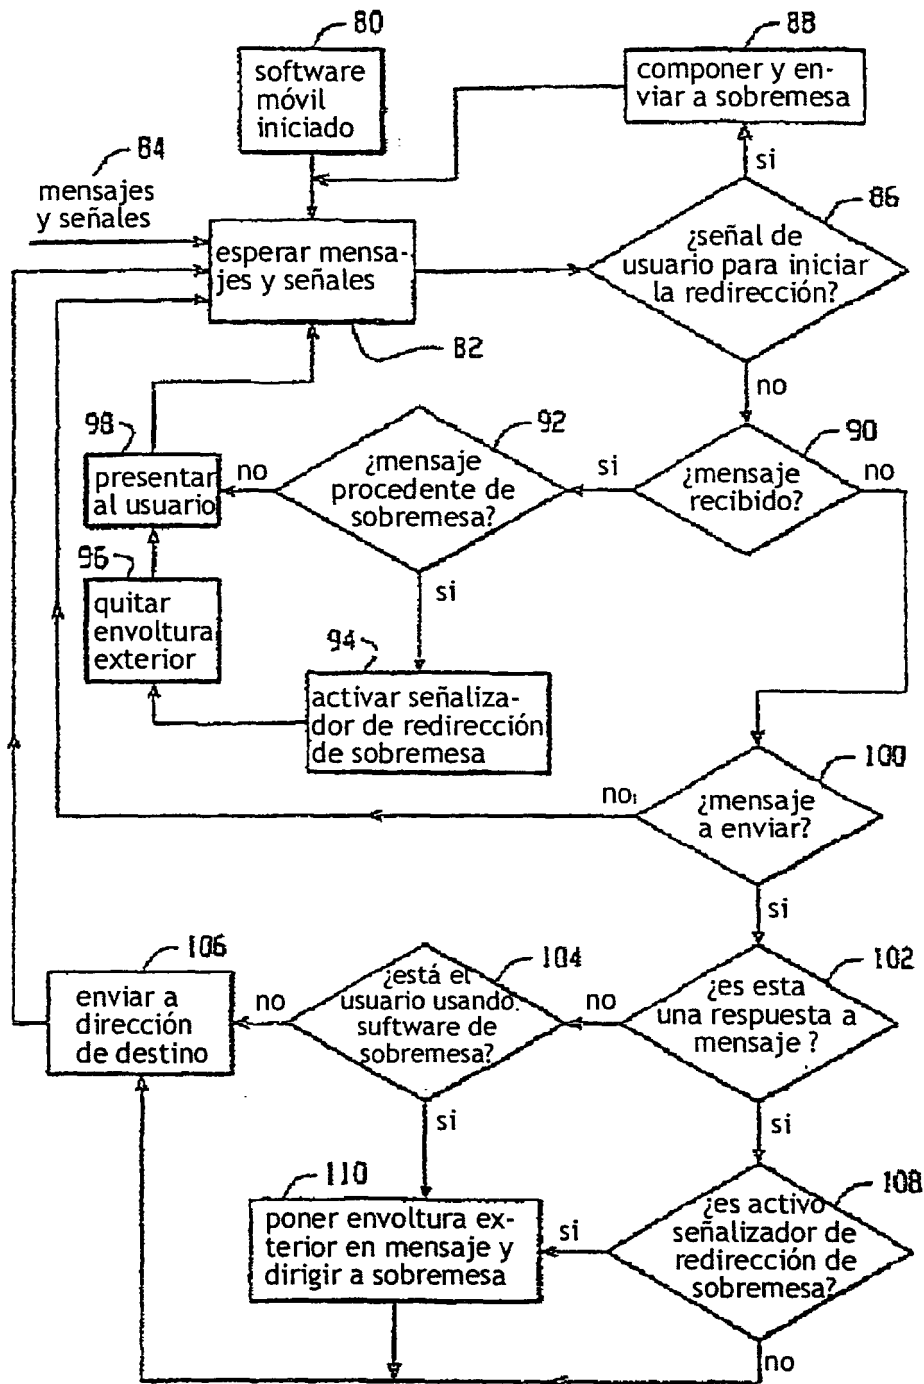 80
software
móvil
iniciado
88
componer y en-
viar a sobremesa
84
mensajes
y señales
si
86
esperar mensa-
jes y señales
¿señal de
usuario para iniciar
la redirección?
82
no
98
92
90
presentar
al usuario
no
¿mensaje
procedente de
sobremesa?
si
¿mensaje
recibido?
no
96
quitar
envoltura
exterior
si
94
activar señaliza-
dor de redirección
de sobremesa
100
no
¿mensaje
a enviar?
si
106
104
102
enviar a
dirección
de destino
no
¿está el
usuario usando
suftware de
sobremesa?
no
¿es esta
una respuesta a
mensaje ?
si
si
110
108
poner envoltura ex-
terior en mensaje y
dirigir a sobremesa
si
¿es activo
señalizador de
redirección de
sobremesa?
no